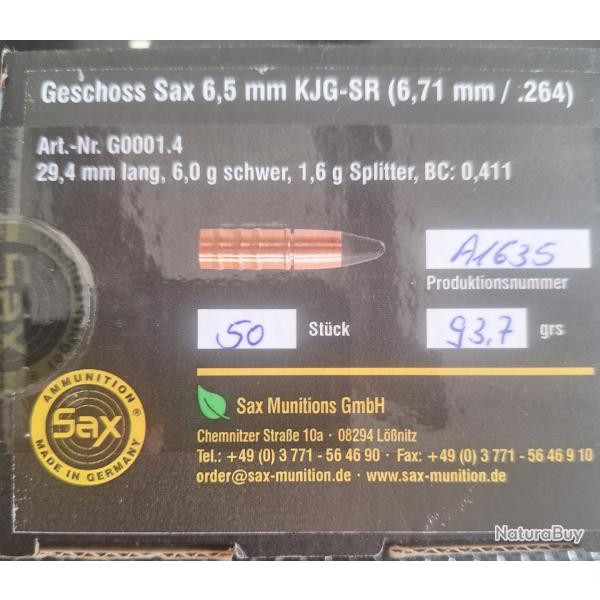 Geschoss Sax 6,5 mm KJG-SR (6,71 mm / .264)
Art.-Nr. G0001.4
29,4 mm lang, 6,0 g schwer, 1,6 g Splitter, BC: 0,411
A1635
Produktionsnummer
50 Stück 93,7 grs
AMMUNITION
Sax
®
MADE IN GERMANY
Sax Munitions GmbH
Chemnitzer Straße 10a · 08294 Lößnitz
Tel.: +49 (0) 3 771 - 56 46 90 · Fax: +49 (0) 3 771 - 56 46 9 10
order@sax-munition.de · www.sax-munition.de
Sax
NaturaBuy